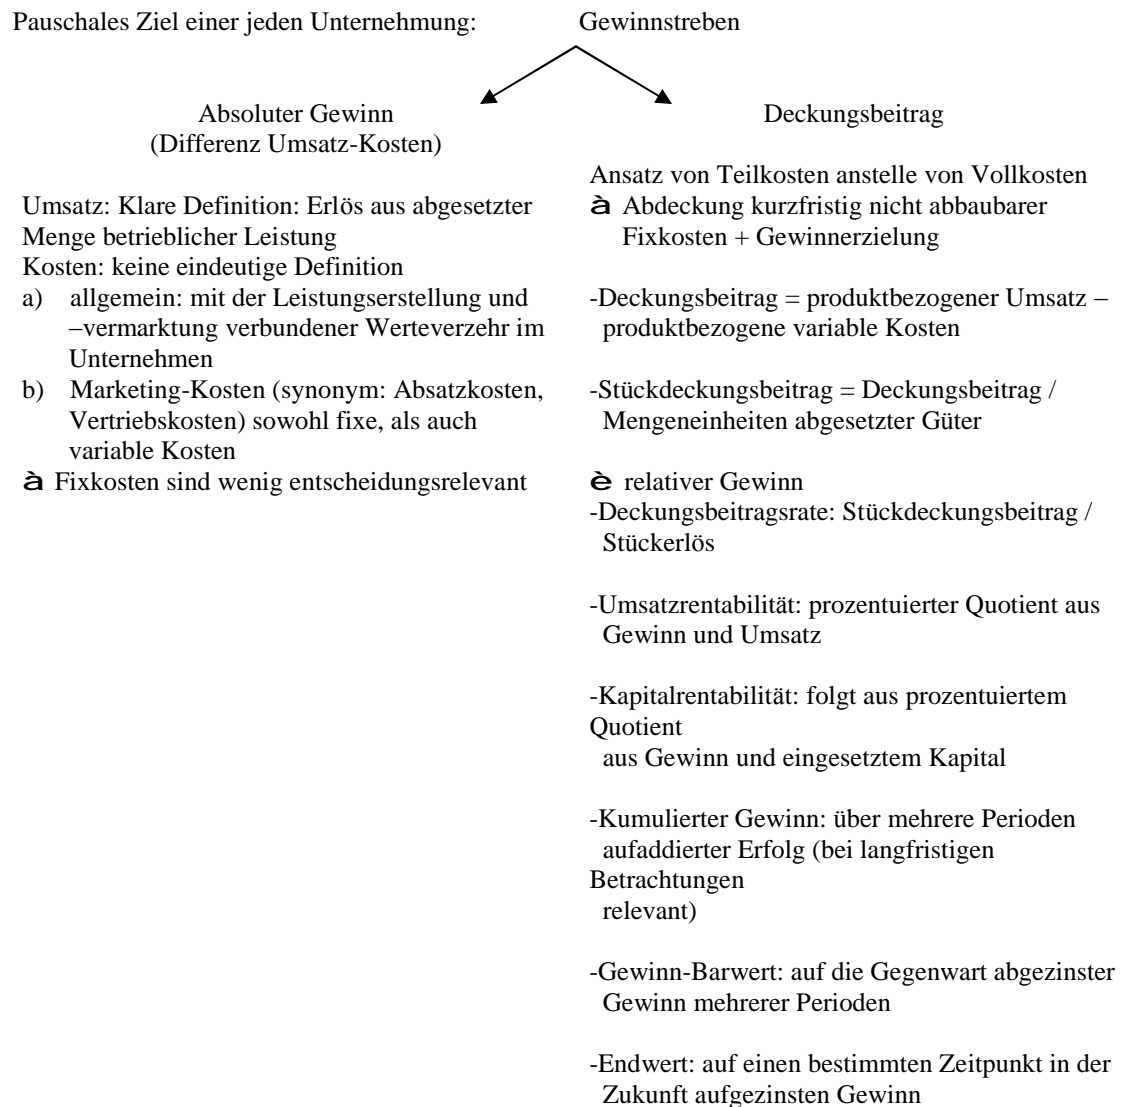 Pauschales Ziel einer jeden Unternehmung: Gewinnstreben
Absoluter Gewinn
(Differenz Umsatz-Kosten)
Umsatz: Klare Definition: Erlös aus abgesetzter
Menge betrieblicher Leistung
Kosten: keine eindeutige Definition
a) allgemein: mit der Leistungserstellung und
–vermarktung verbundener Werteverzehr im
Unternehmen
b) Marketing-Kosten (synonym: Absatzkosten,
Vertriebskosten) sowohl fixe, als auch
variable Kosten
à Fixkosten sind wenig entscheidungsrelevant
Deckungsbeitrag
Ansatz von Teilkosten anstelle von Vollkosten
à Abdeckung kurzfristig nicht abbaubarer
Fixkosten + Gewinnerzielung
-Deckungsbeitrag = produktbezogener Umsatz –
produktbezogene variable Kosten
-Stückdeckungsbeitrag = Deckungsbeitrag /
Mengeneinheiten abgesetzter Güter
è relativer Gewinn
-Deckungsbeitragsrate: Stückdeckungsbeitrag /
Stückerlös
-Umsatzrentabilität: prozentuierter Quotient aus
Gewinn und Umsatz
-Kapitalrentabilität: folgt aus prozentuiertem
Quotient
aus Gewinn und eingesetztem Kapital
-Kumulierter Gewinn: über mehrere Perioden
aufaddierter Erfolg (bei langfristigen
Betrachtungen
relevant)
-Gewinn-Barwert: auf die Gegenwart abgezinster
Gewinn mehrerer Perioden
-Endwert: auf einen bestimmten Zeitpunkt in der
Zukunft aufgezinsten Gewinn